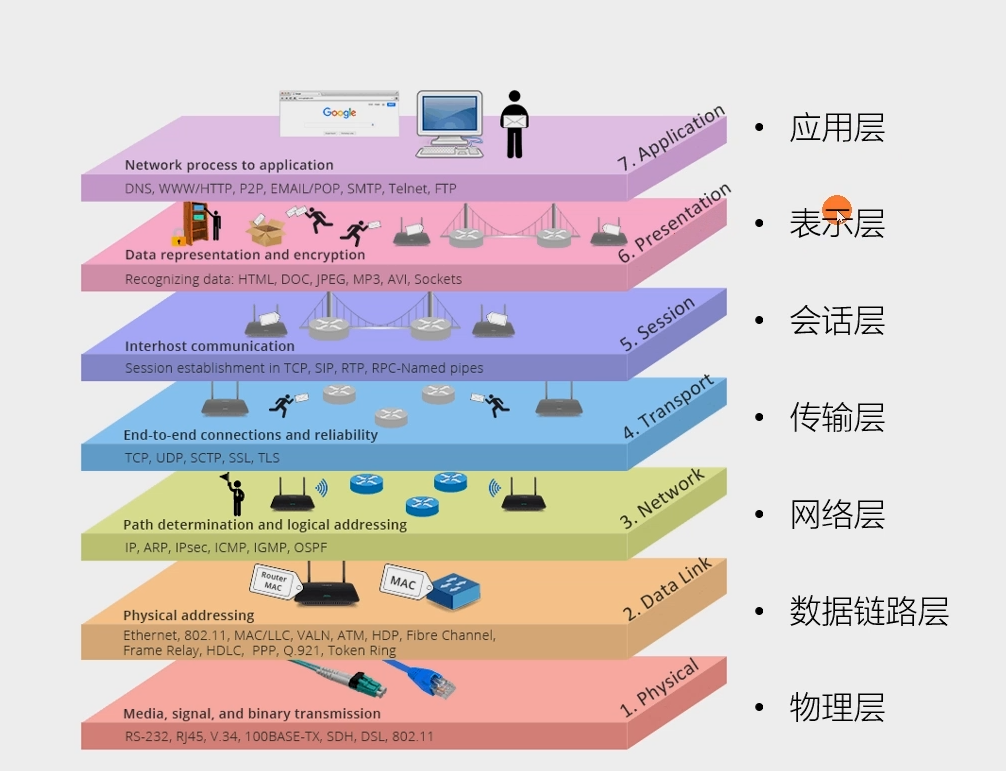 Google
7. Application
应用层
Network process to application
DNS, WWW/HTTP, P2P, EMAIL/POP, SMTP, Telnet, FTP
6. Presentation
表示层
Data representation and encryption
Recognizing data: HTML, DOC, JPEG, MP3, AVI, Sockets
5. Session
会话层
Interhost communication
Session establishment in TCP, SIP, RTP, RPC-Named pipes
4. Transport
传输层
End-to-end connections and reliability
TCP, UDP, SCTP, SSL, TLS
3. Network
网络层
Path determination and logical addressing
IP, ARP, IPsec, ICMP, IGMP, OSPF
Router
MAC
MAC
2. Data Link
数据链路层
Physical addressing
Ethernet, 802.11, MAC/LLC, VALN, ATM, HDP, Fibre Channel,
Frame Relay, HDLC, PPP, Q.921, Token Ring
1. Physical
物理层
Media, signal, and binary transmission
RS-232, RJ45, V.34, 100BASE-TX, SDH, DSL, 802.11